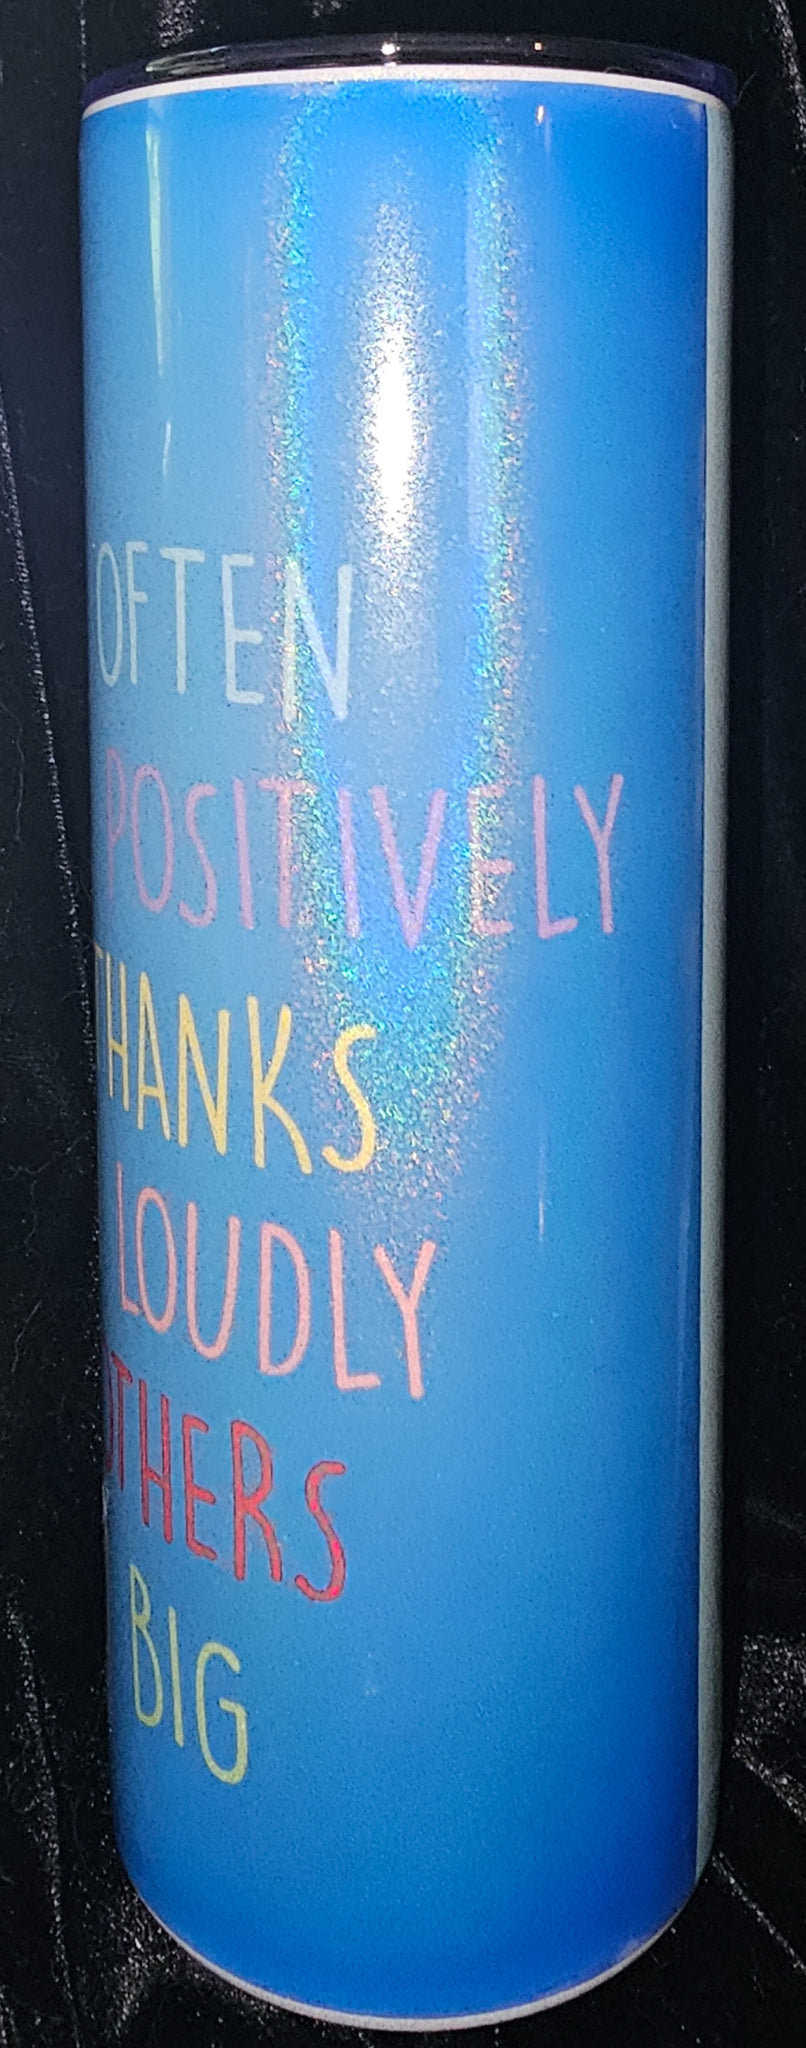 OFTEN
POSITIVELY
THANKS
LOUDLY
OTHERS
BIG